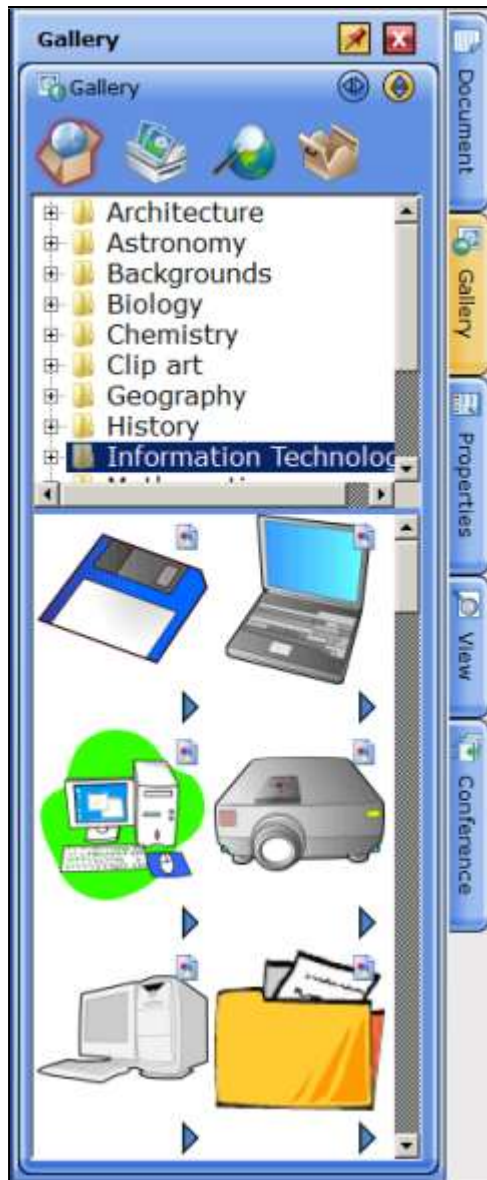 Gallery
Gallery
Architecture
Astronomy
Backgrounds
Biology
Chemistry
Clip art
Geography
History
Information Technolog
Document
Gallery
Properties
View
Conference